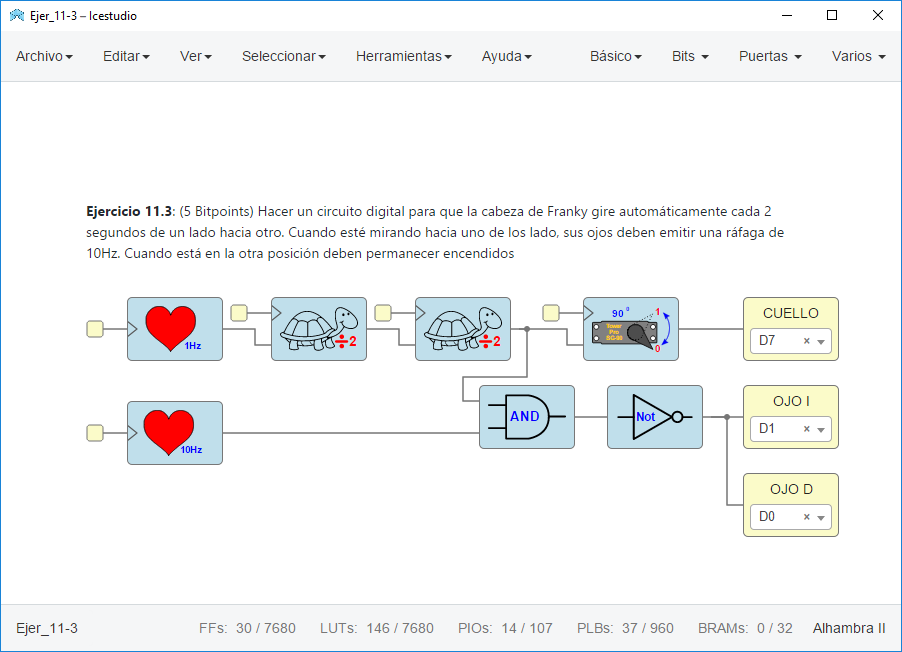 Ejer_11-3 – Icestudio
Archivo Editar Ver Seleccionar Herramientas Ayuda Básico Bits Puertas Varios
Ejercicio 11.3: (5 Bitpoints) Hacer un circuito digital para que la cabeza de Franky gire automáticamente cada 2
segundos de un lado hacia otro. Cuando esté mirando hacia uno de los lado, sus ojos deben emitir una ráfaga de
10Hz. Cuando está en la otra posición deben permanecer encendidos
1Hz
÷2
÷2
90 º
1
Tower
Pro
SG-90
0
CUELLO
D7 ×
10Hz
AND
Not
OJO I
D1 ×
OJO D
D0 ×
Ejer_11-3 FFs: 30 / 7680 LUTs: 146 / 7680 PIOs: 14 / 107 PLBs: 37 / 960 BRAMs: 0 / 32 Alhambra II